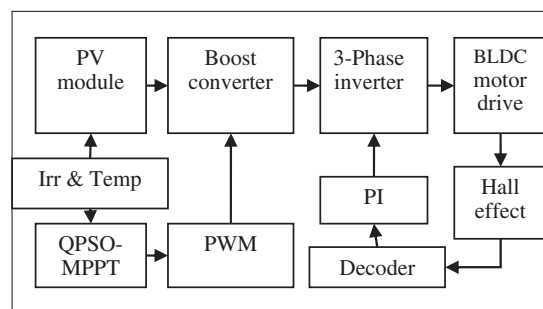 PV
module
Boost
converter
3-Phase
inverter
BLDC
motor
drive
Irr & Temp
PI
Hall
effect
QPSO-
MPPT
PWM
Decoder